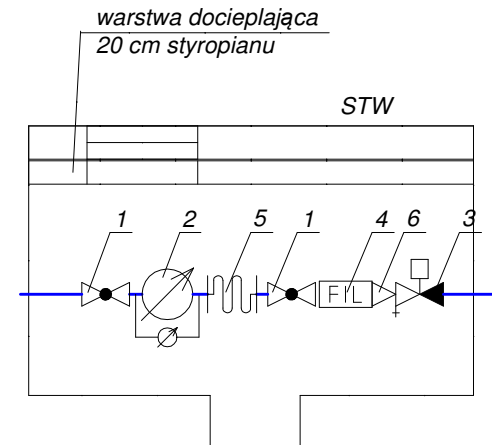 warstwa docieplająca
20 cm styropianu
STW
1 2 5 1 4 6 3
FIL